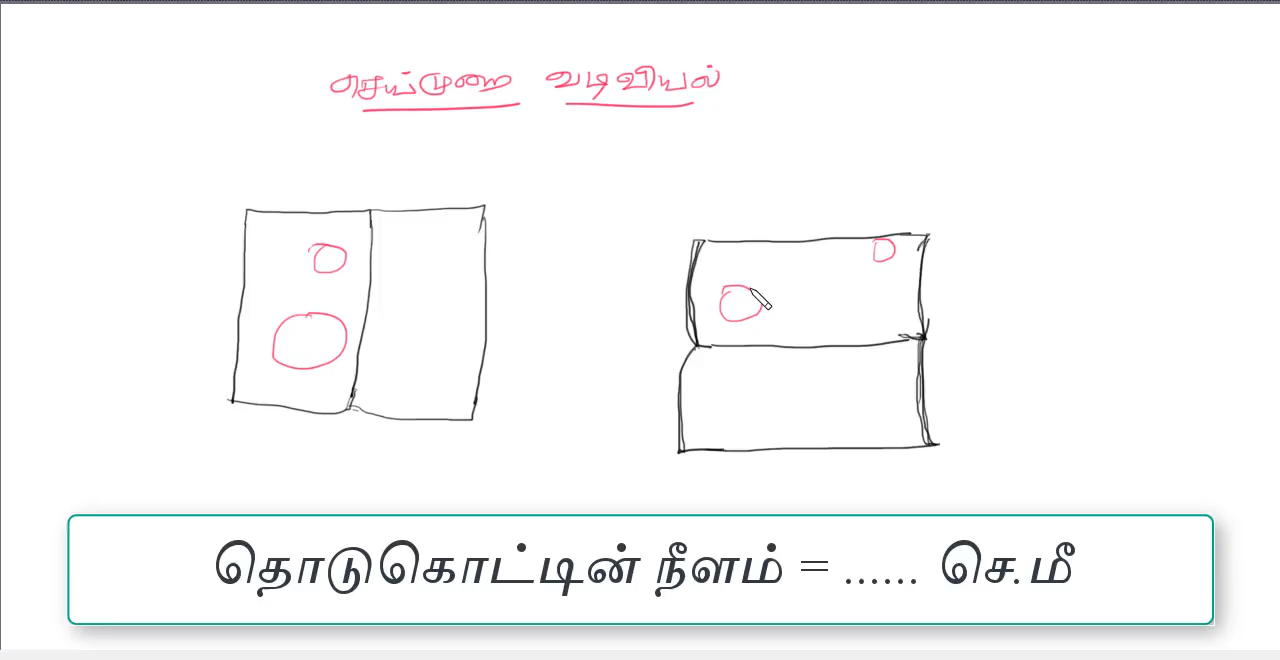 செய்முறை வடிவியல்
தொடுகொட்டின் நீளம் = ...... செ.மீ